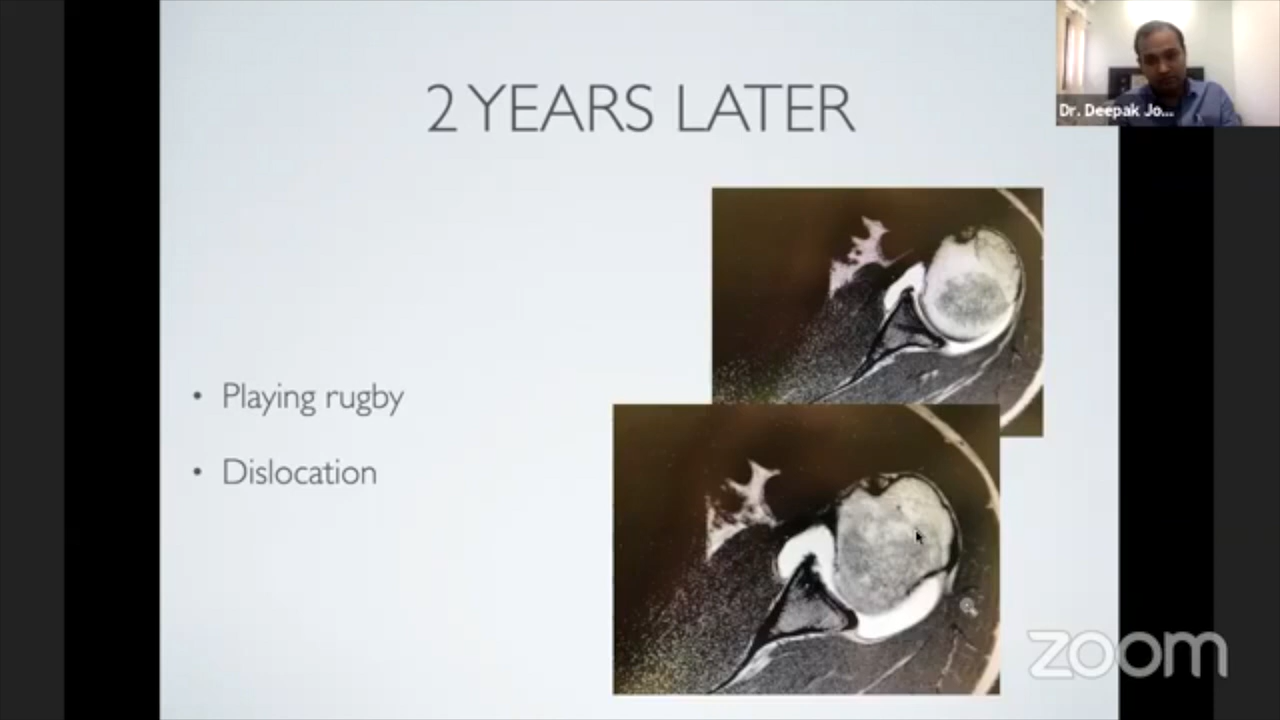 2 YEARS LATER
Dr. Deepak Jo...
• Playing rugby
• Dislocation
zoom